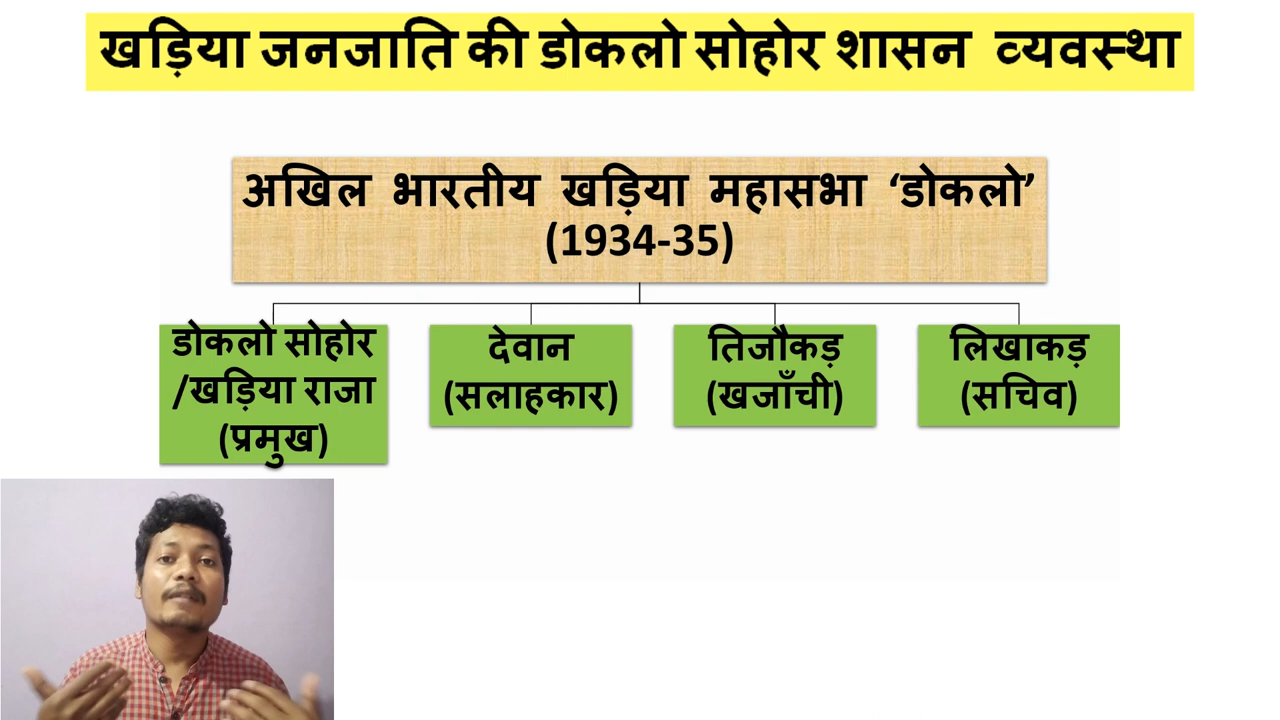 खड़िया जनजाति की डोकलो सोहोर शासन व्यवस्था
अखिल भारतीय खड़िया महासभा ‘डोकलो’
(1934-35)
डोकलो सोहोर
/खड़िया राजा
(प्रमुख)
देवान
(सलाहकार)
तिजौकड़
(खजाँची)
लिखाकड़
(सचिव)